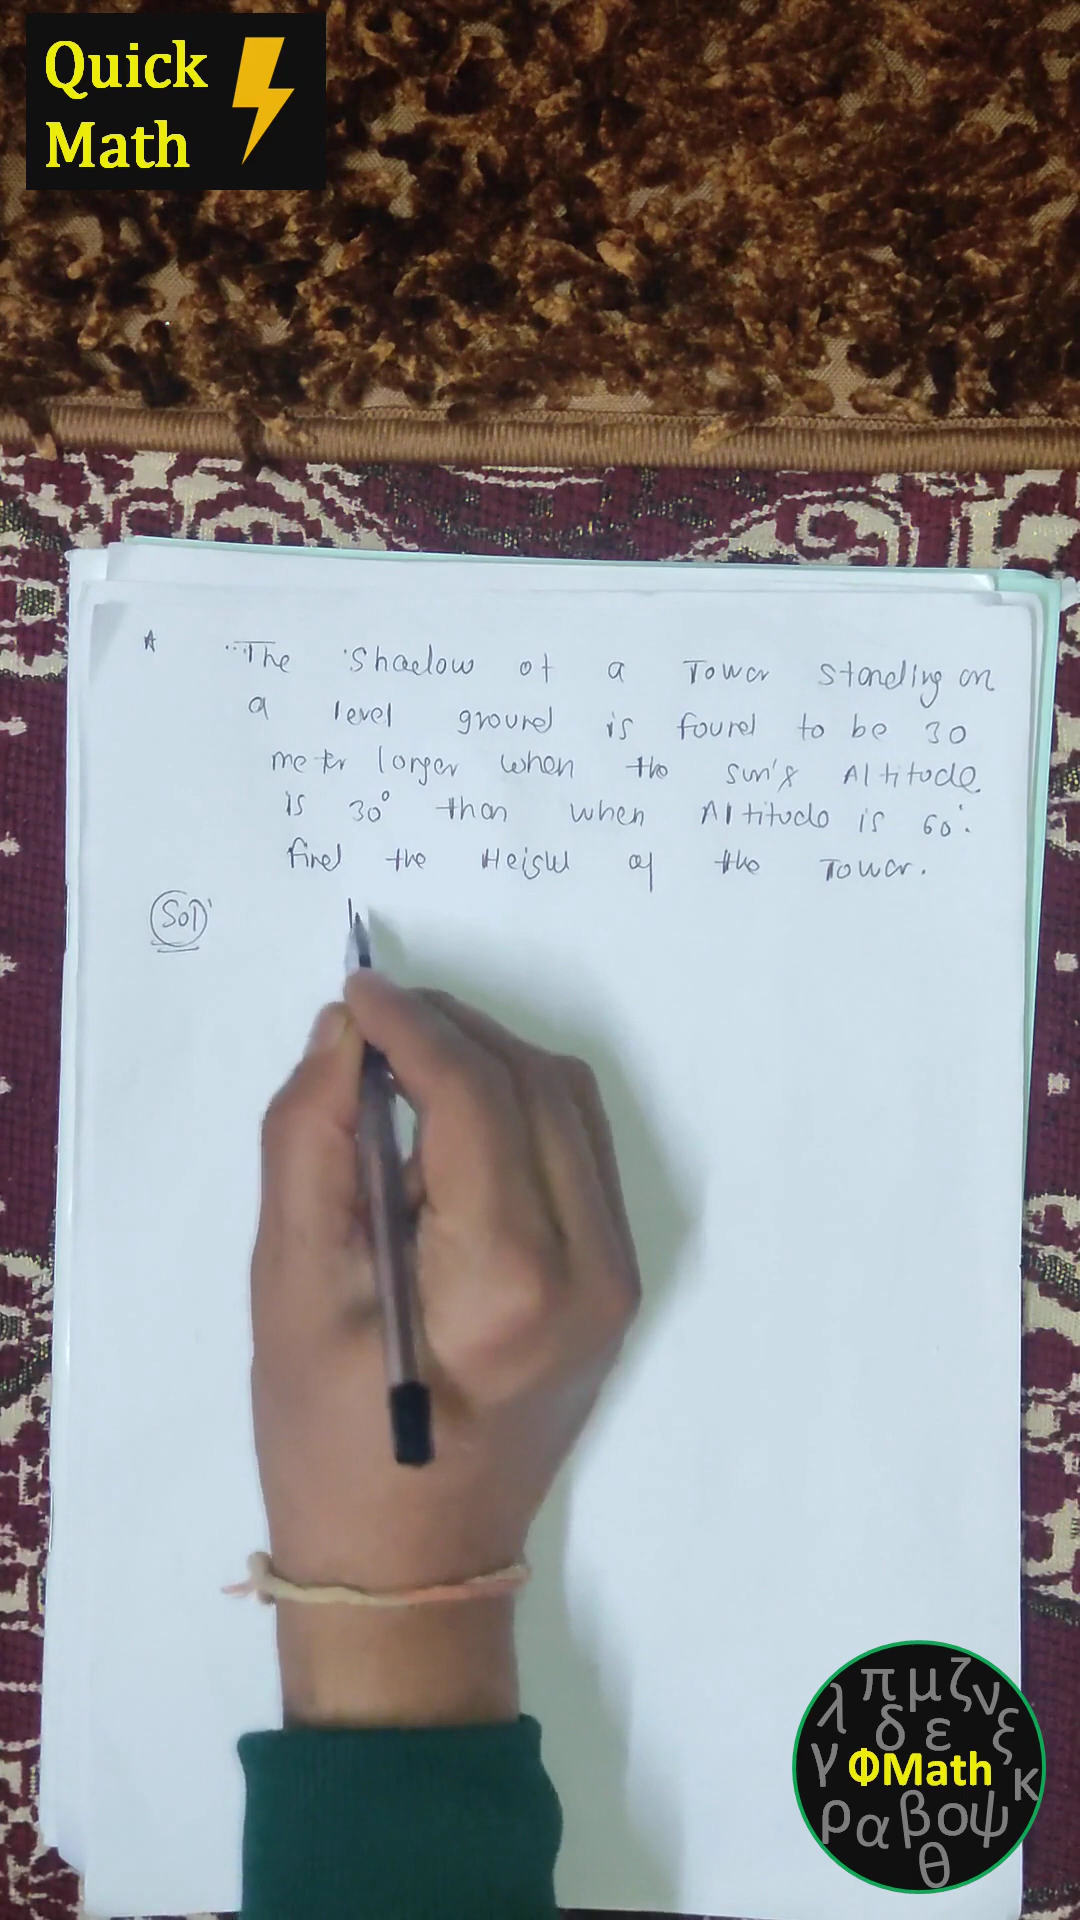 Quick
Math
The Shadow of a Tower Standing on
a level ground is found to be 30
meter longer when the sun's Altitude
is 30° than when Altitude is 60°.
find the Height of the Tower.
Sol
π μ ζ ν
λ δ ε ξ
γ ΦMath κ
ρ α β ο ψ
θ